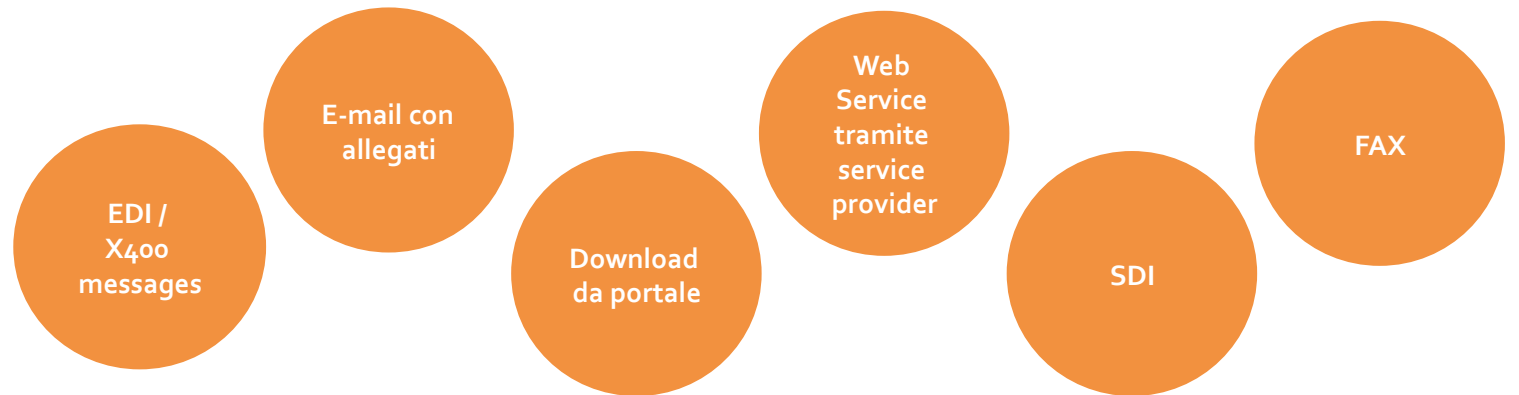 EDI /
X400
messages
E-mail con
allegati
Download
da portale
Web
Service
tramite
service
provider
SDI
FAX